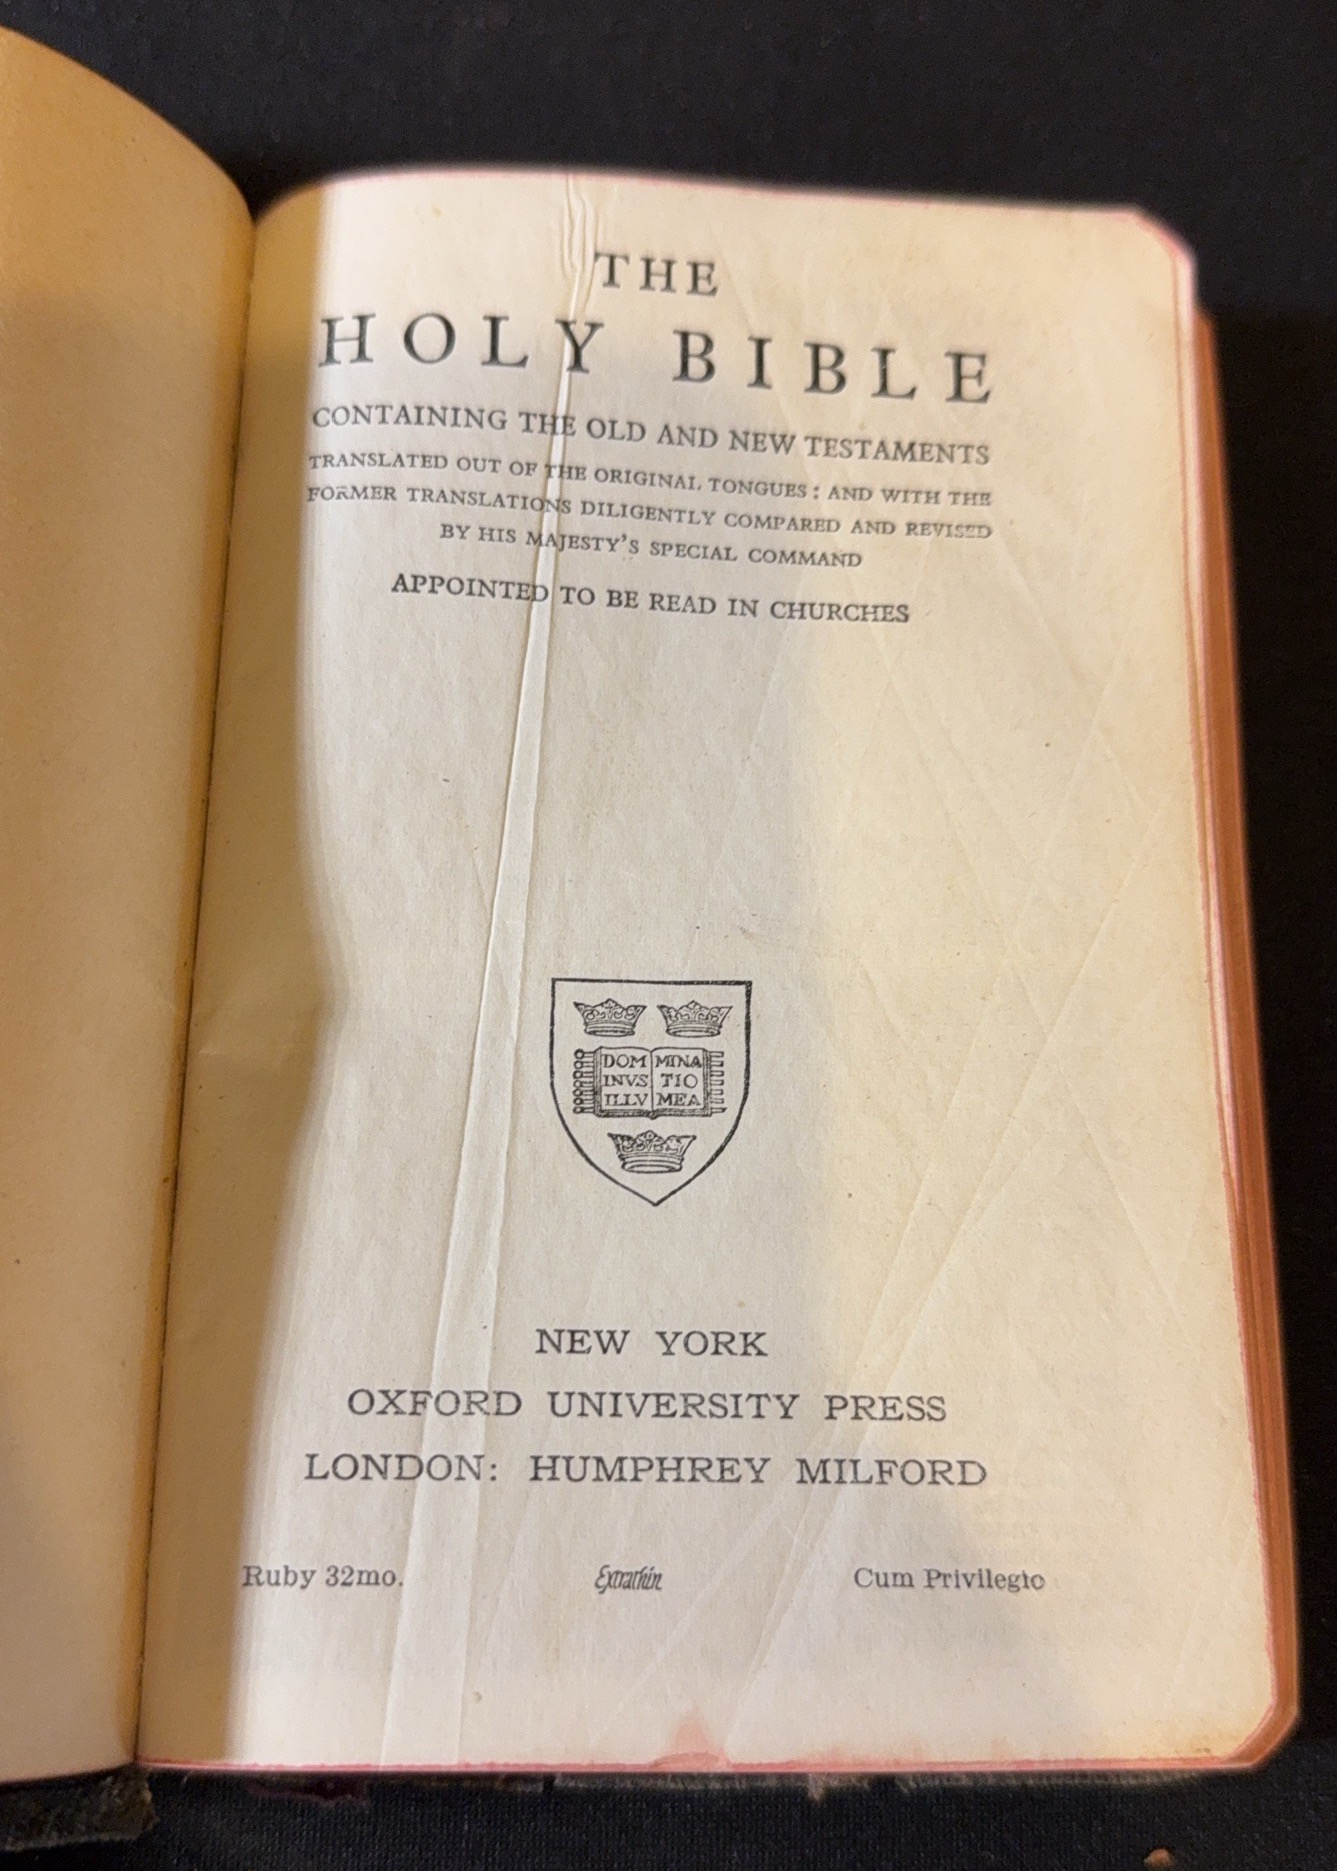 THE
HOLY BIBLE
CONTAINING THE OLD AND NEW TESTAMENTS
TRANSLATED OUT OF THE ORIGINAL TONGUES: AND WITH THE
FORMER TRANSLATIONS DILIGENTLY COMPARED AND REVISED
BY HIS MAJESTY'S SPECIAL COMMAND
APPOINTED TO BE READ IN CHURCHES
DOM MINA
INVS TIO
ILLV MEA
NEW YORK
OXFORD UNIVERSITY PRESS
LONDON: HUMPHREY MILFORD
Ruby 32mo. Extrathin Cum Privilegio